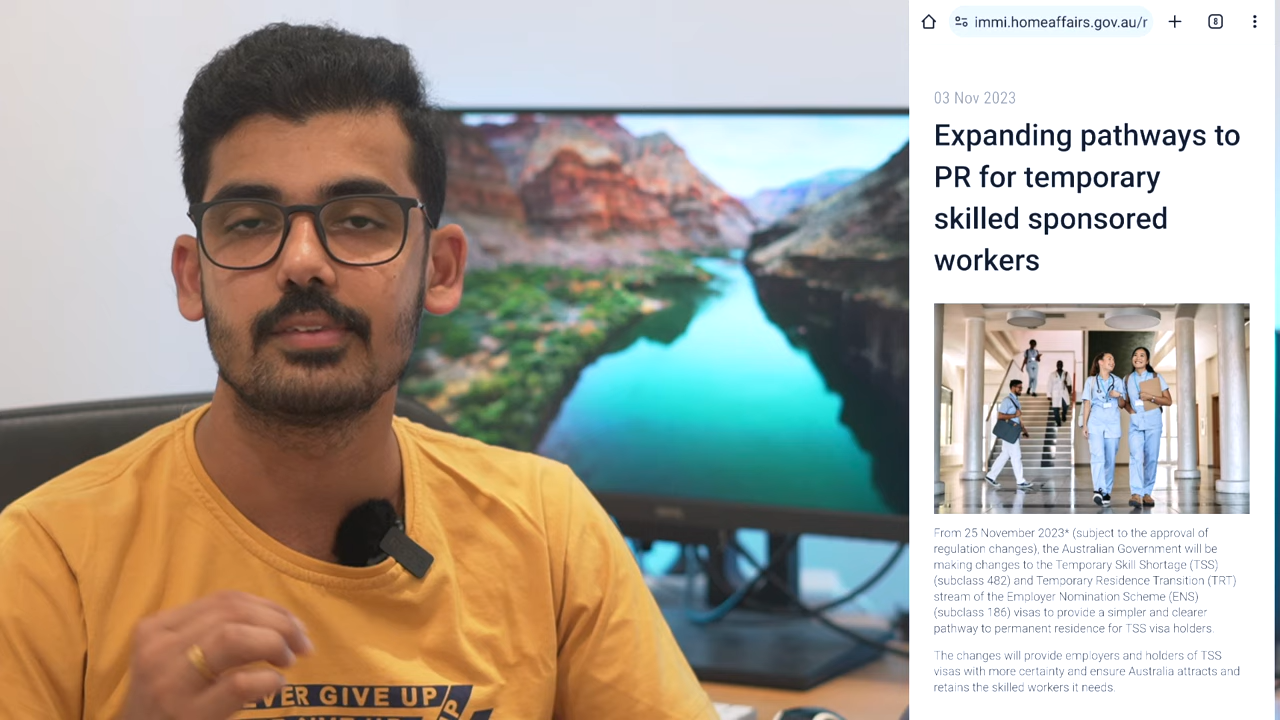 immi.homeaffairs.gov.au/r
8
03 Nov 2023
Expanding pathways to
PR for temporary
skilled sponsored
workers
From 25 November 2023* (subject to the approval of
regulation changes), the Australian Government will be
making changes to the Temporary Skill Shortage (TSS)
(subclass 482) and Temporary Residence Transition (TRT)
stream of the Employer Nomination Scheme (ENS)
(subclass 186) visas to provide a simpler and clearer
pathway to permanent residence for TSS visa holders.
The changes will provide employers and holders of TSS
visas with more certainty and ensure Australia attracts and
retains the skilled workers it needs.
EVER GIVE UP